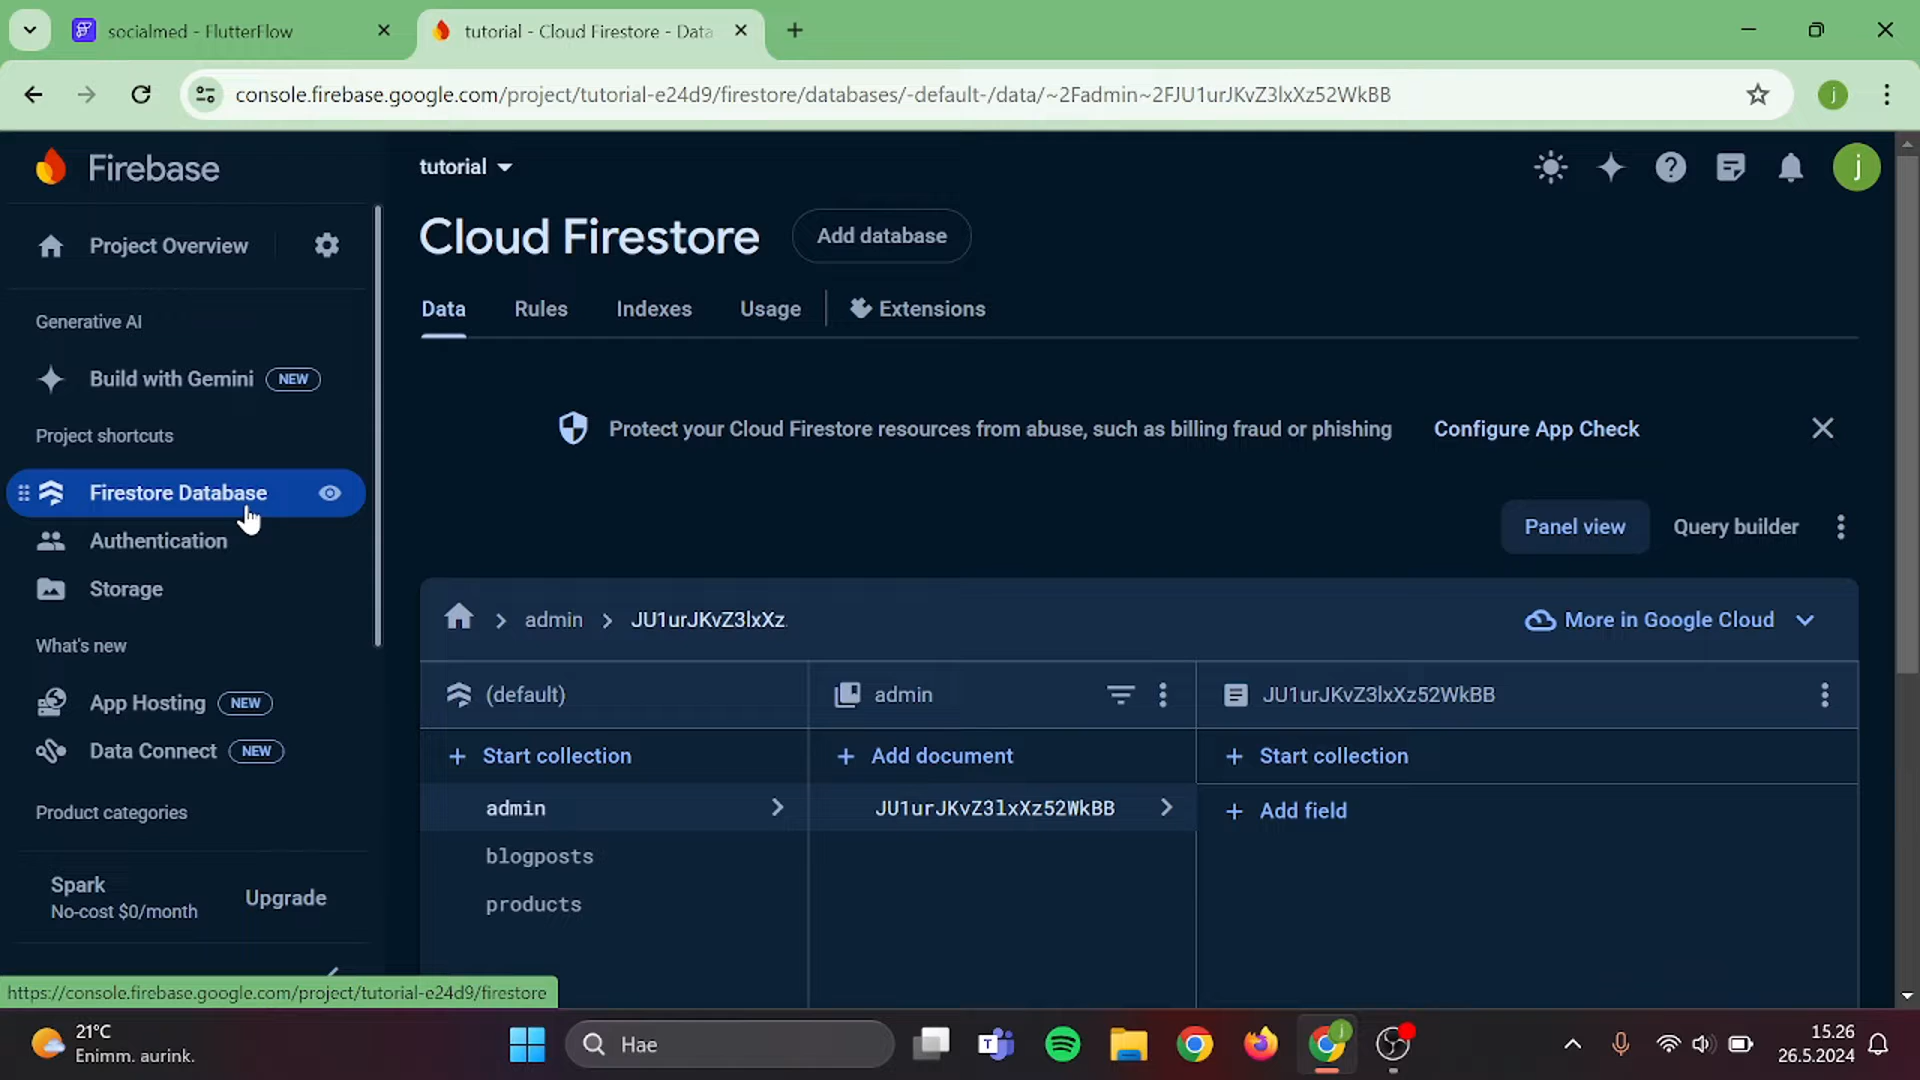 socialmed - FlutterFlow
tutorial - Cloud Firestore - Data
console.firebase.google.com/project/tutorial-e24d9/firestore/databases/-default-/data/~2Fadmin~2FJU1urJKvZ3lxXz52WkBB
j
Firebase
tutorial
j
Project Overview
Cloud Firestore
Add database
Data
Rules
Indexes
Usage
Extensions
Generative AI
Build with Gemini
NEW
Project shortcuts
Protect your Cloud Firestore resources from abuse, such as billing fraud or phishing
Configure App Check
Firestore Database
Authentication
Storage
Panel view
Query builder
What's new
App Hosting
NEW
Data Connect
NEW
Product categories
Spark
No-cost $0/month
Upgrade
admin
JU1urJKvZ3lxXz
More in Google Cloud
(default)
admin
JU1urJKvZ3lxXz52WkBB
Start collection
Add document
Start collection
admin
JU1urJKvZ3lxXz52WkBB
Add field
blogposts
products
https://console.firebase.google.com/project/tutorial-e24d9/firestore
21°C
Enimm. aurink.
Hae
15.26
26.5.2024